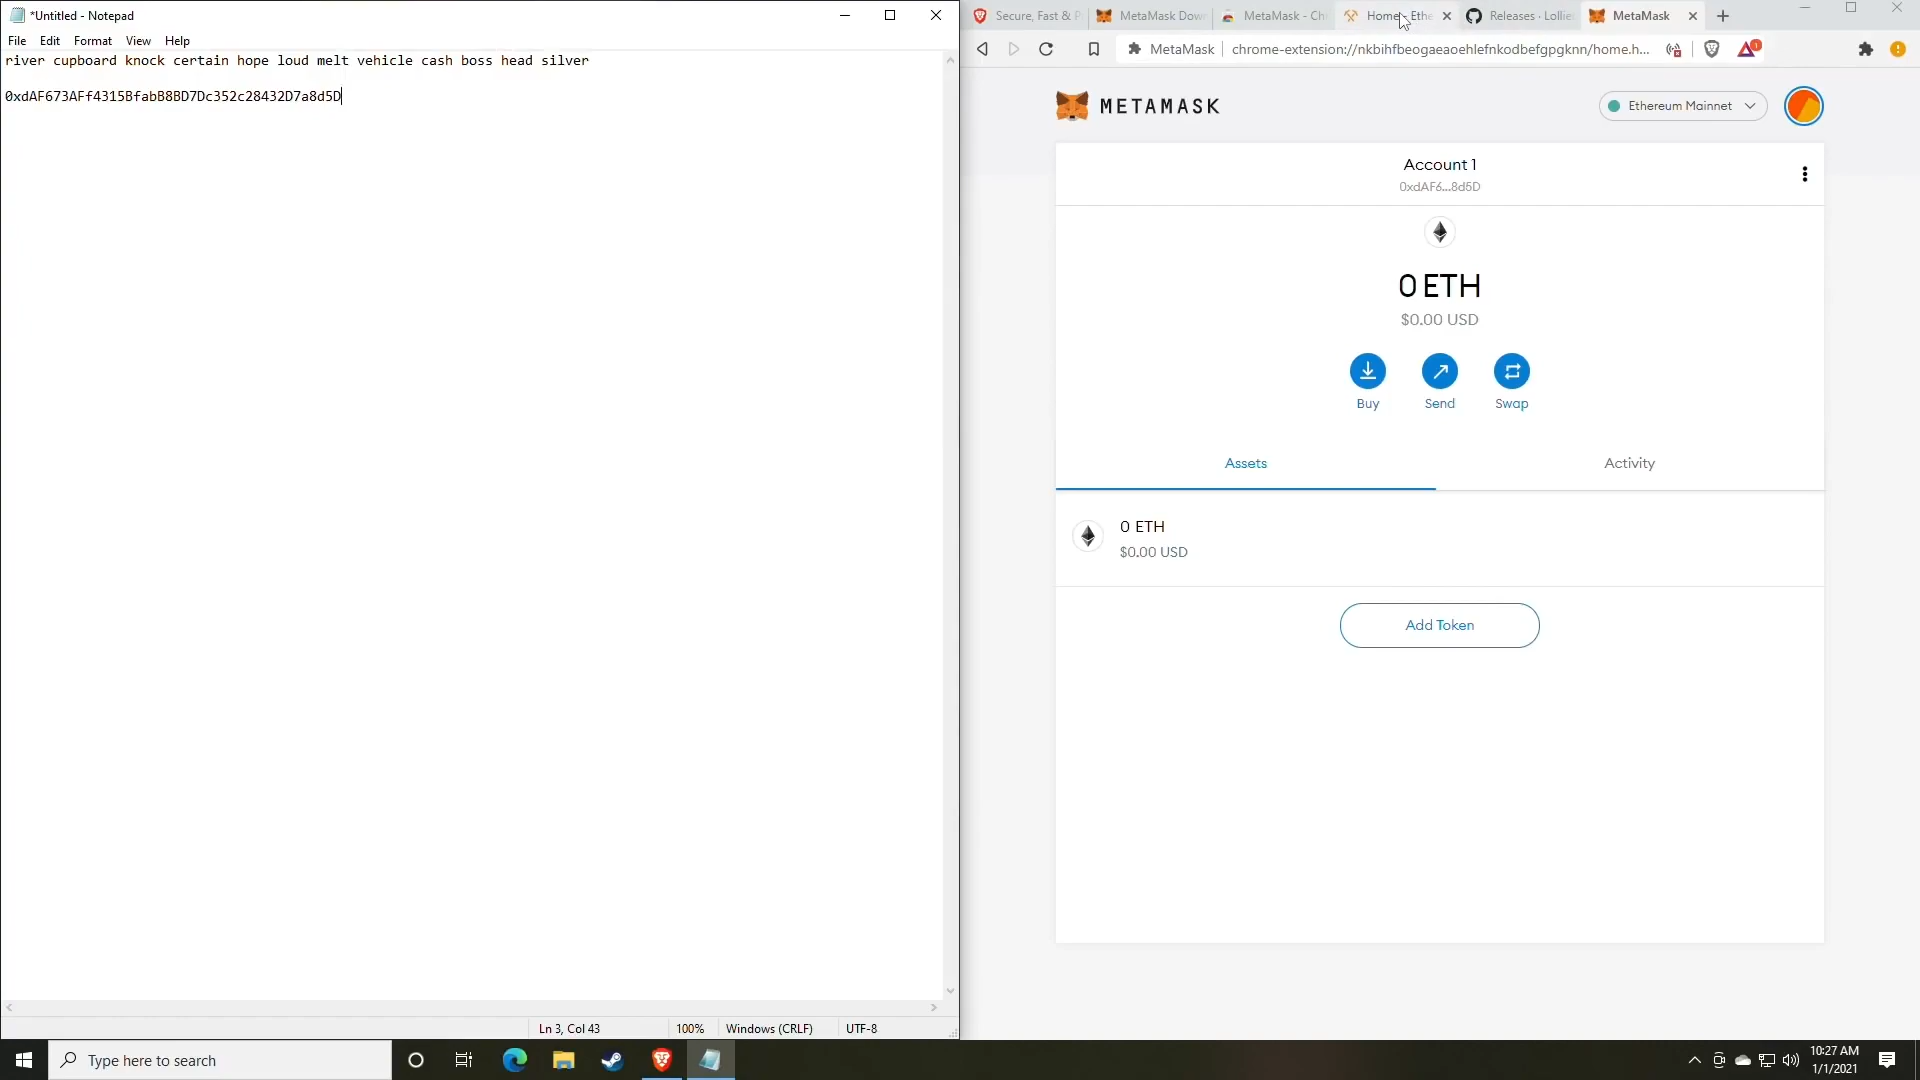 *Untitled - Notepad
File Edit Format View Help
river cupboard knock certain hope loud melt vehicle cash boss head silver
0xdAF673AFf4315BfabB8BD7Dc352c28432D7a8d5D
Ln 3, Col 43 100% Windows (CRLF) UTF-8
Secure, Fast & P MetaMask Dow MetaMask - Ch Home - Ethe Releases · Lollie MetaMask
MetaMask chrome-extension://nkbihfbeogaeaoehlefnkodbefgpgknn/home.h... 1
METAMASK
Ethereum Mainnet
Account 1
0xdAF6...8d5D
0 ETH
$0.00 USD
Buy Send Swap
Assets Activity
0 ETH
$0.00 USD
Add Token
Type here to search
10:27 AM
1/1/2021